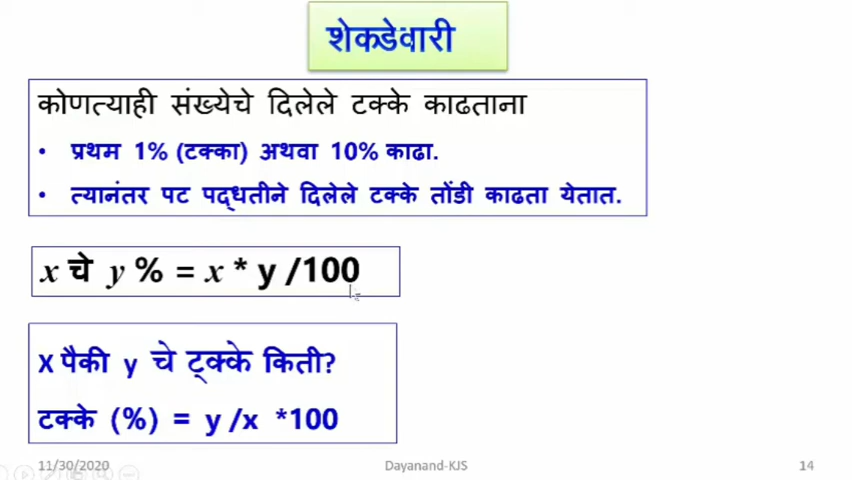 शेकडेवारी
कोणत्याही संख्येचे दिलेले टक्के काढताना
• प्रथम 1% (टक्का) अथवा 10% काढा.
• त्यानंतर पट पद्धतीने दिलेले टक्के तोंडी काढता येतात.
x चे y % = x * y /100
X पैकी y चे ट्क्के किती?
टक्के (%) = y /x *100
11/30/2020
Dayanand-KJS
14